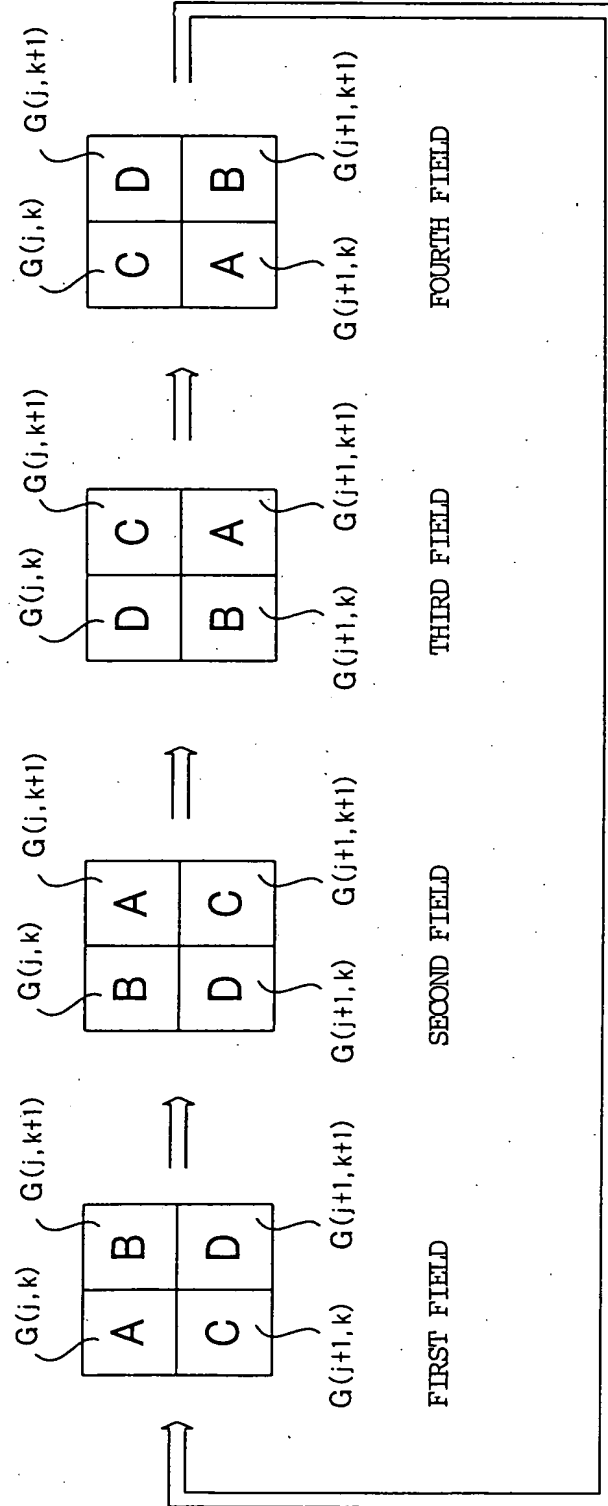 G(j,k) G(j,k+1)
A B
C D
G(j+1,k) G(j+1,k+1)
FIRST FIELD
G(j,k) G(j,k+1)
B A
D C
G(j+1,k) G(j+1,k+1)
SECOND FIELD
G(j,k) G(j,k+1)
D C
B A
G(j+1,k) G(j+1,k+1)
THIRD FIELD
G(j,k) G(j,k+1)
C D
A B
G(j+1,k) G(j+1,k+1)
FOURTH FIELD